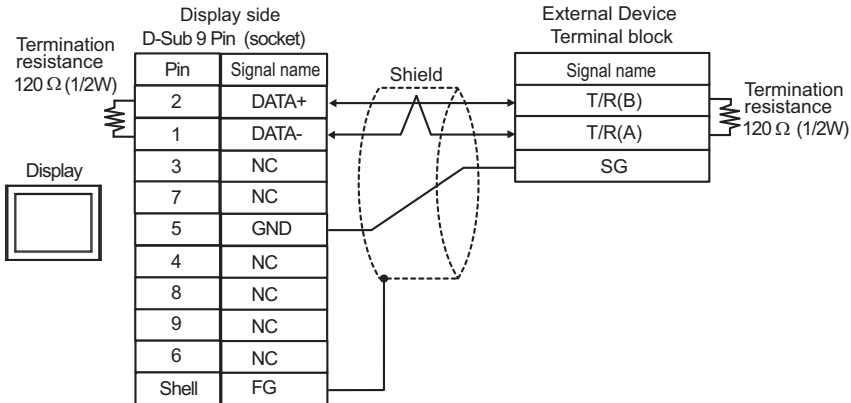 Display side
D-Sub 9 Pin (socket)
External Device
Terminal block
Termination
resistance
120 Ω (1/2W)
Pin Signal name
2 DATA+
1 DATA-
3 NC
7 NC
5 GND
4 NC
8 NC
9 NC
6 NC
Shell FG
Display
Shield
Signal name
T/R(B)
T/R(A)
SG
Termination
resistance
120 Ω (1/2W)